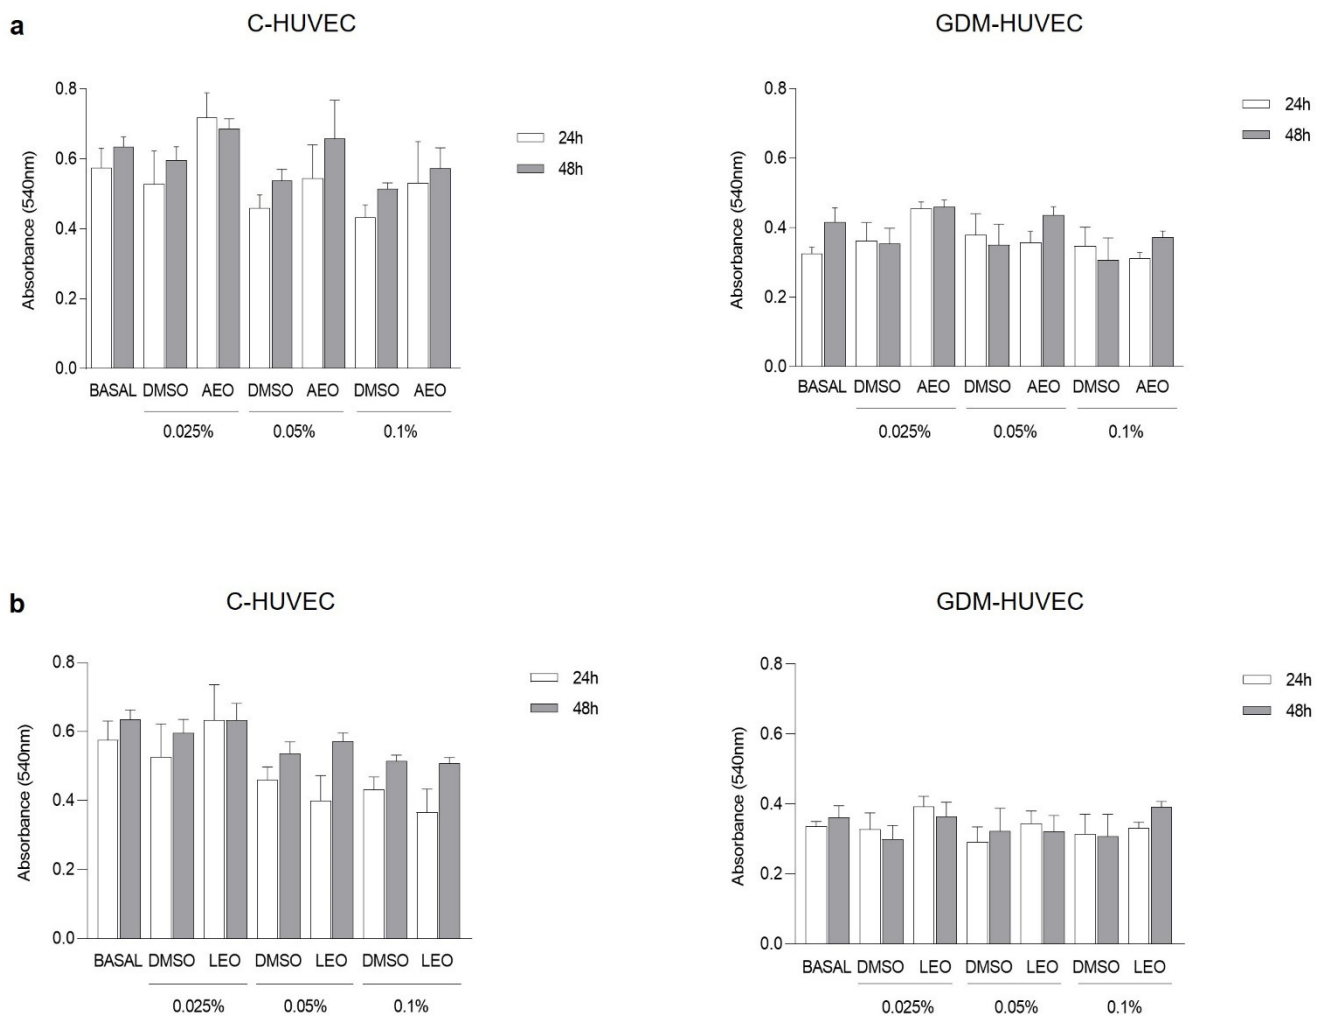 a
C-HUVEC
GDM-HUVEC
Absorbance (540nm)
0.8
0.6
0.4
0.2
0.0
24h
48h
BASAL DMSO AEO DMSO AEO DMSO AEO
0.025% 0.05% 0.1%
Absorbance (540nm)
0.8
0.6
0.4
0.2
0.0
24h
48h
BASAL DMSO AEO DMSO AEO DMSO AEO
0.025% 0.05% 0.1%
b
C-HUVEC
GDM-HUVEC
Absorbance (540nm)
0.8
0.6
0.4
0.2
0.0
24h
48h
BASAL DMSO LEO DMSO LEO DMSO LEO
0.025% 0.05% 0.1%
Absorbance (540nm)
0.8
0.6
0.4
0.2
0.0
24h
48h
BASAL DMSO LEO DMSO LEO DMSO LEO
0.025% 0.05% 0.1%